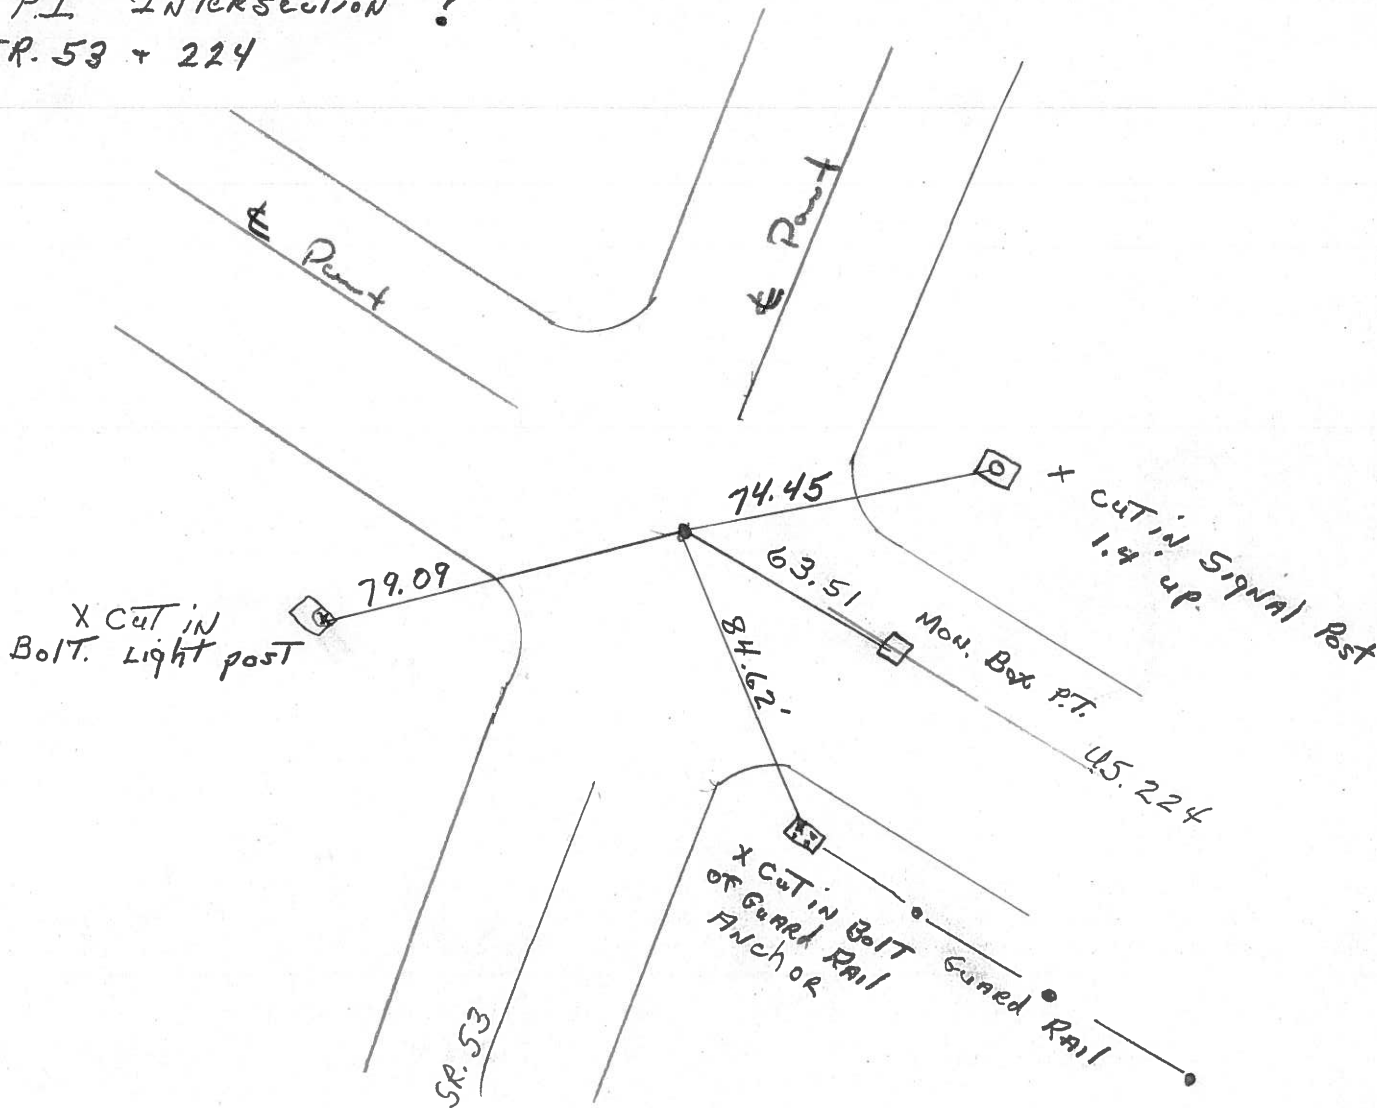 P.I. INTERSECTION ?
TR. 53 + 224
℄ Pavmt
℄ Pavmt
74.45
X CUT IN SIGNAL POST
1.4' UP.
79.09
X CUT IN
BOLT. LIGHT POST
63.51
MON. BOX P.T.
84.62'
US. 224
X CUT IN BOLT
OF GUARD RAIL
ANCHOR
GUARD RAIL
SR. 53